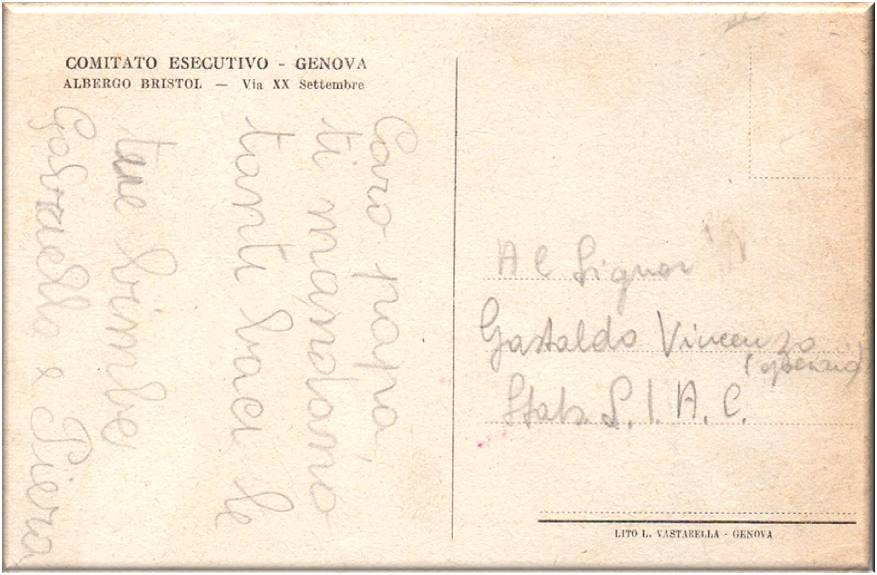 COMITATO ESECUTIVO - GENOVA
ALBERGO BRISTOL — Via XX Settembre
Caro papà,
ti mandano
tanti baci le
tue bimbe
Gabriella e Piera
Al Signor
Gastaldo Vincenzo
(operaio)
Stab. S.I.A.C.
LITO L. VASTARELLA - GENOVA